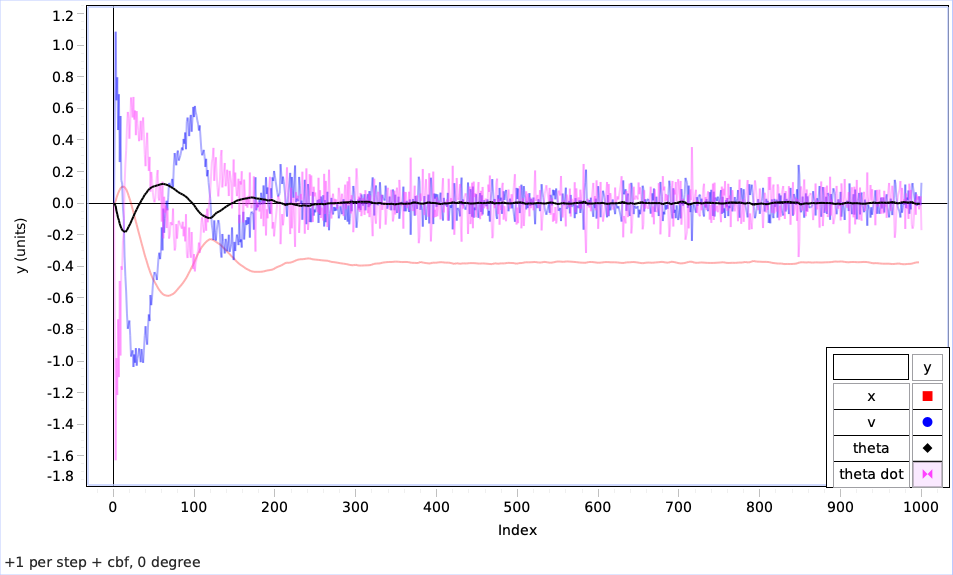 1.2
1.0
0.8
0.6
0.4
0.2
0.0
-0.2
-0.4
-0.6
-0.8
-1.0
-1.2
-1.4
-1.6
-1.8
y (units)
0 100 200 300 400 500 600 700 800 900 1000
Index
y
x
v
theta
theta dot
+1 per step + cbf, 0 degree